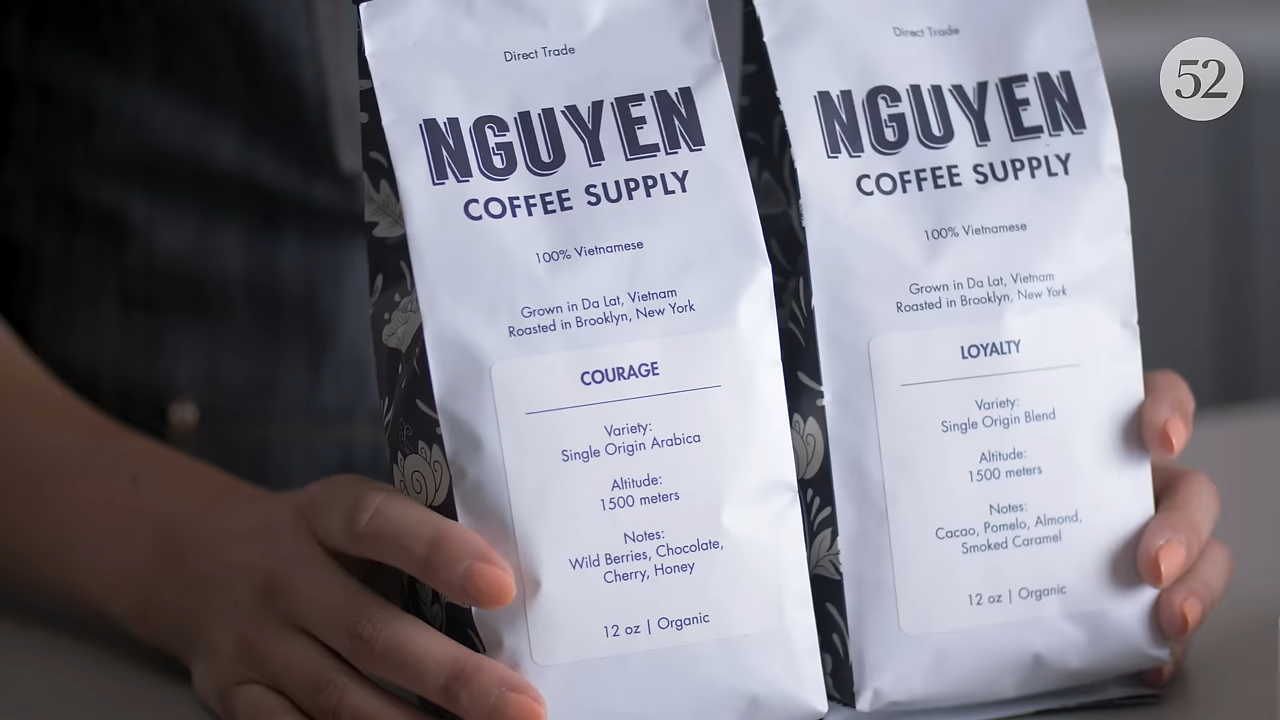 Direct Trade
NGUYEN
COFFEE SUPPLY
100% Vietnamese
Grown in Da Lat, Vietnam
Roasted in Brooklyn, New York
COURAGE
Variety:
Single Origin Arabica
Altitude:
1500 meters
Notes:
Wild Berries, Chocolate,
Cherry, Honey
12 oz | Organic
Direct Trade
NGUYEN
COFFEE SUPPLY
100% Vietnamese
Grown in Da Lat, Vietnam
Roasted in Brooklyn, New York
LOYALTY
Variety:
Single Origin Blend
Altitude:
1500 meters
Notes:
Cacao, Pomelo, Almond,
Smoked Caramel
12 oz | Organic
52